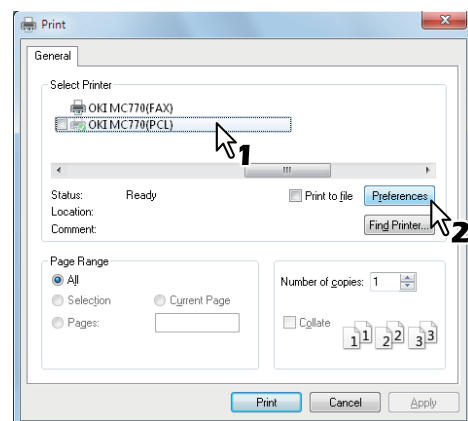 Print
General
Select Printer
OKI MC770(FAX)
OKI MC770(PCL)
1
Status: Ready
Print to file
Preferences
Location:
Comment:
Find Printer...
2
Page Range
All
Selection Current Page
Pages:
Number of copies: 1
Collate
1 1 2 2 3 3
Print Cancel Apply